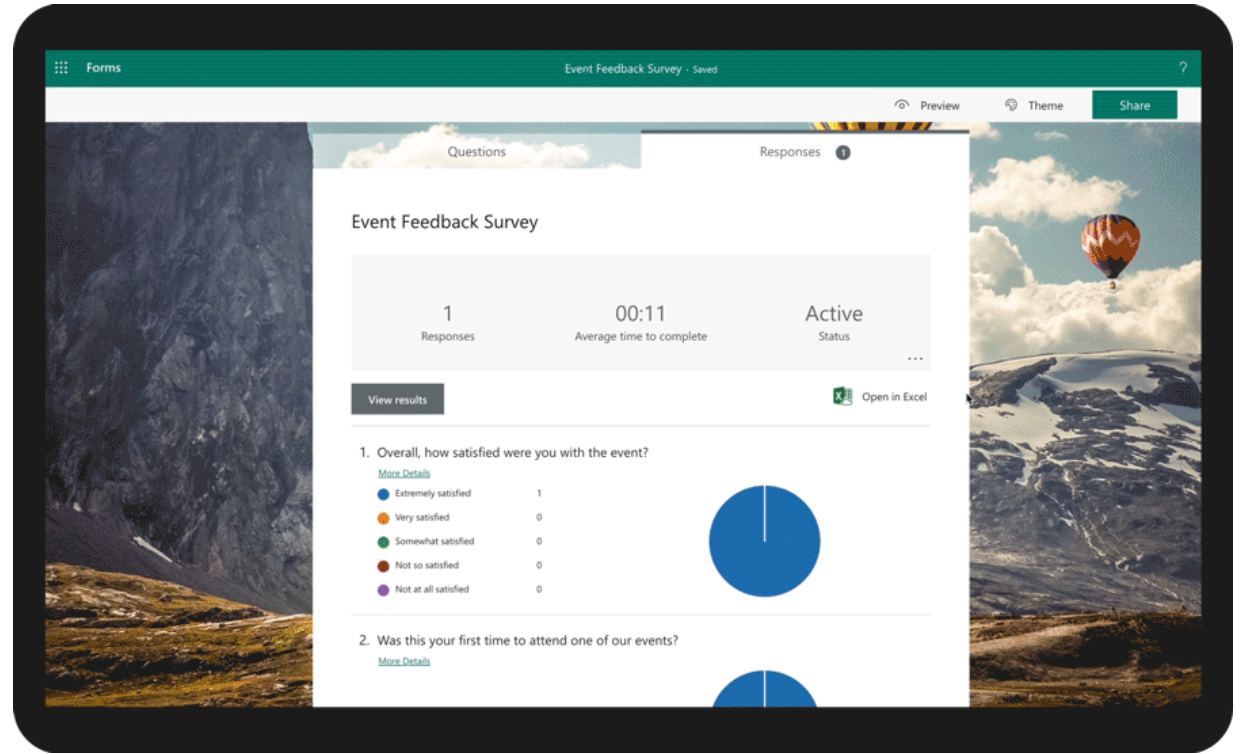 Forms
Event Feedback Survey - Saved
?
Preview
Theme
Share
Questions
Responses 1
Event Feedback Survey
1
Responses
00:11
Average time to complete
Active
Status
...
View results
Open in Excel
1. Overall, how satisfied were you with the event?
More Details
Extremely satisfied 1
Very satisfied 0
Somewhat satisfied 0
Not so satisfied 0
Not at all satisfied 0
2. Was this your first time to attend one of our events?
More Details